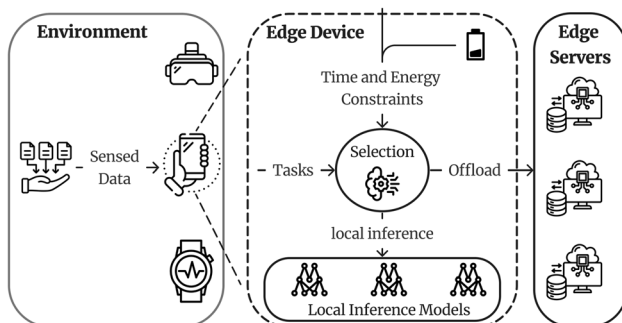 Environment
Sensed
Data
Edge Device
Time and Energy
Constraints
Tasks
Selection
Offload
local inference
Local Inference Models
Edge
Servers